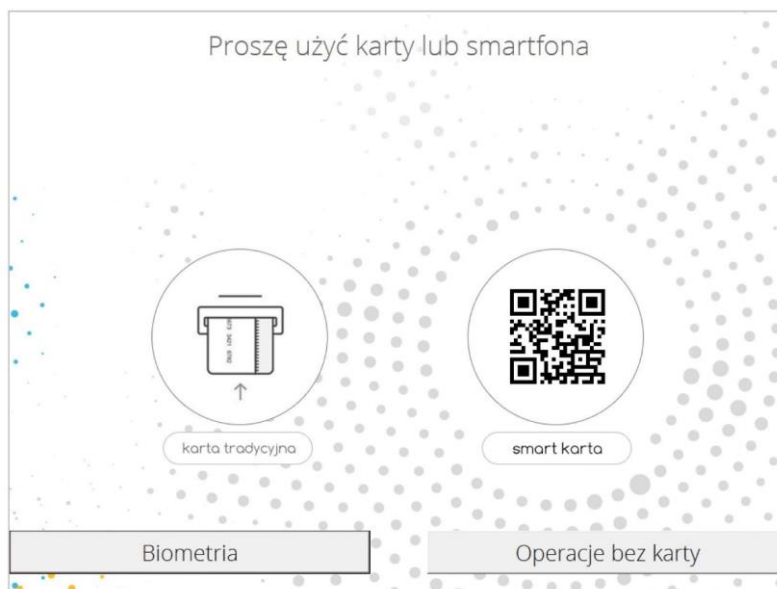 Proszę użyć karty lub smartfona
karta tradycyjna
smart karta
Biometria
Operacje bez karty